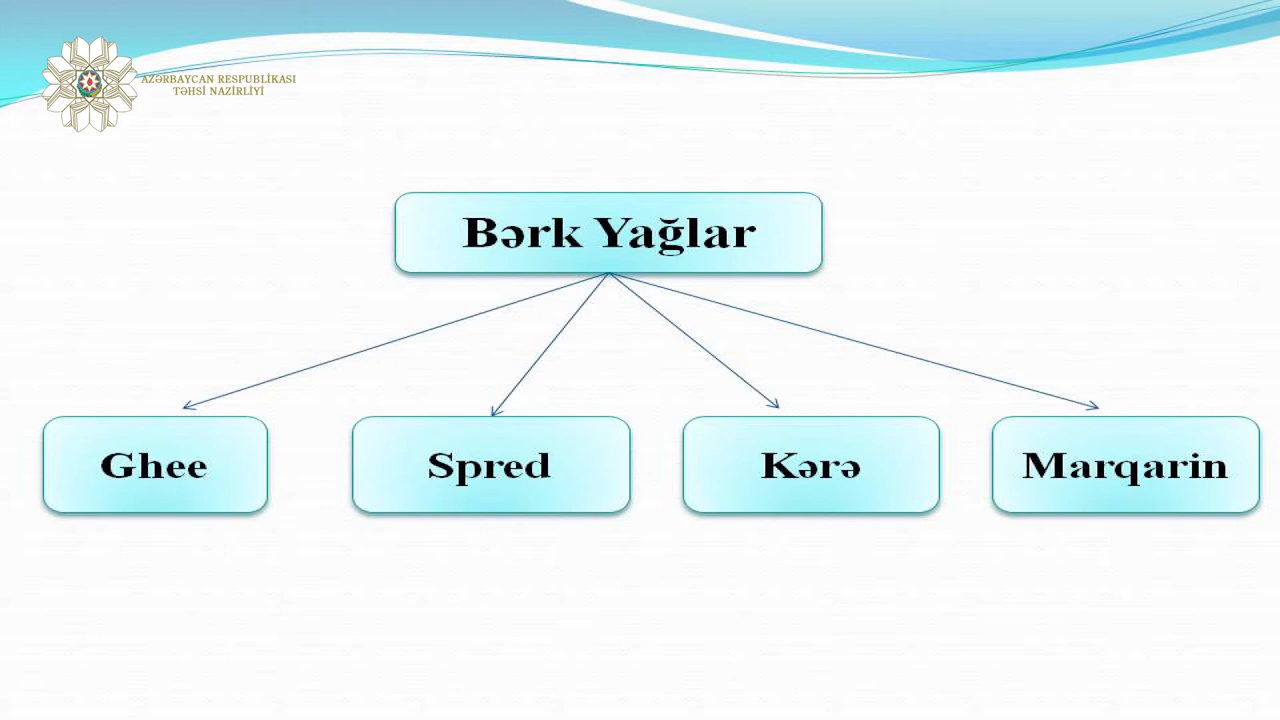 AZƏRBAYCAN RESPUBLİKASI
TƏHSİ NAZİRLİYİ
Bərk Yağlar
Ghee
Spred
Kərə
Marqarin